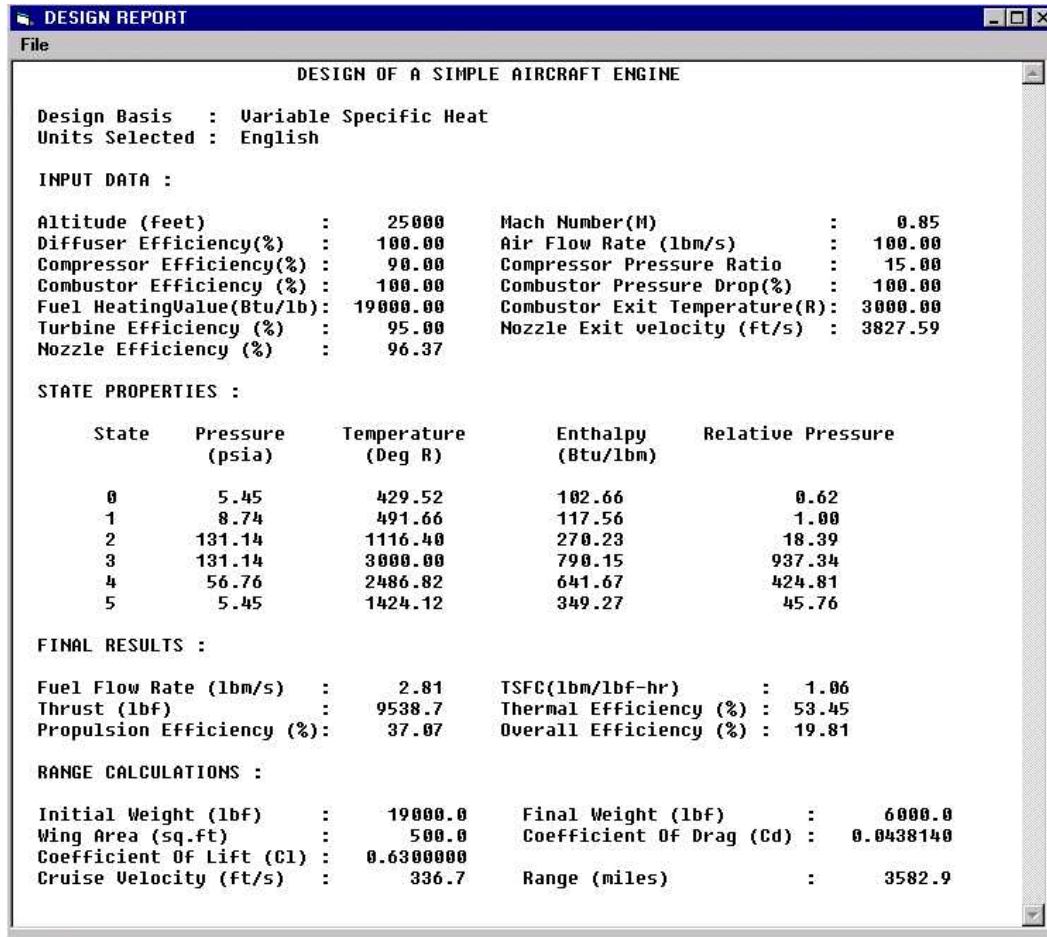 DESIGN REPORT
File
DESIGN OF A SIMPLE AIRCRAFT ENGINE
Design Basis : Variable Specific Heat
Units Selected : English
INPUT DATA :
Altitude (feet) : 25000 Mach Number(M) : 0.85
Diffuser Efficiency(%) : 100.00 Air Flow Rate (lbm/s) : 100.00
Compressor Efficiency(%) : 90.00 Compressor Pressure Ratio : 15.00
Combustor Efficiency (%) : 100.00 Combustor Pressure Drop(%) : 100.00
Fuel HeatingValue(Btu/lb): 19000.00 Combustor Exit Temperature(R): 3000.00
Turbine Efficiency (%) : 95.00 Nozzle Exit velocity (ft/s) : 3827.59
Nozzle Efficiency (%) : 96.37
STATE PROPERTIES :
State Pressure Temperature Enthalpy Relative Pressure
(psia) (Deg R) (Btu/lbm)
0 5.45 429.52 102.66 0.62
1 8.74 491.66 117.56 1.00
2 131.14 1116.40 270.23 18.39
3 131.14 3000.00 790.15 937.34
4 56.76 2486.82 641.67 424.81
5 5.45 1424.12 349.27 45.76
FINAL RESULTS :
Fuel Flow Rate (lbm/s) : 2.81 TSFC(lbm/lbf-hr) : 1.06
Thrust (lbf) : 9538.7 Thermal Efficiency (%) : 53.45
Propulsion Efficiency (%): 37.07 Overall Efficiency (%) : 19.81
RANGE CALCULATIONS :
Initial Weight (lbf) : 19000.0 Final Weight (lbf) : 6000.0
Wing Area (sq.ft) : 500.0 Coefficient Of Drag (Cd) : 0.0438140
Coefficient Of Lift (Cl) : 0.6300000
Cruise Velocity (ft/s) : 336.7 Range (miles) : 3582.9